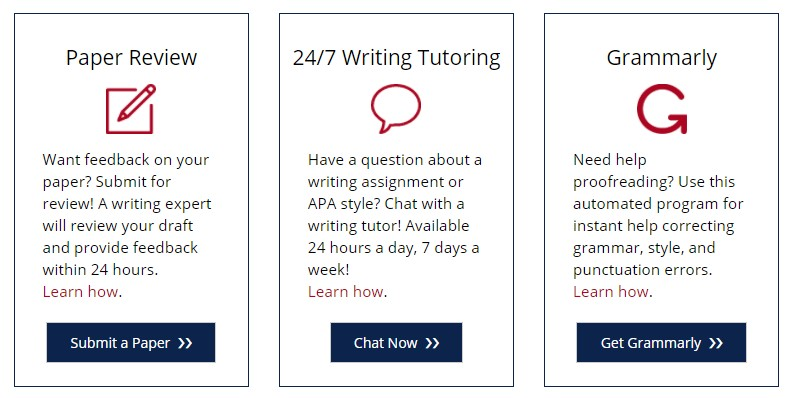 Paper Review
Want feedback on your
paper? Submit for
review! A writing expert
will review your draft
and provide feedback
within 24 hours.
Learn how.
Submit a Paper »
24/7 Writing Tutoring
Have a question about a
writing assignment or
APA style? Chat with a
writing tutor! Available
24 hours a day, 7 days a
week!
Learn how.
Chat Now »
Grammarly
Need help
proofreading? Use this
automated program for
instant help correcting
grammar, style, and
punctuation errors.
Learn how.
Get Grammarly »